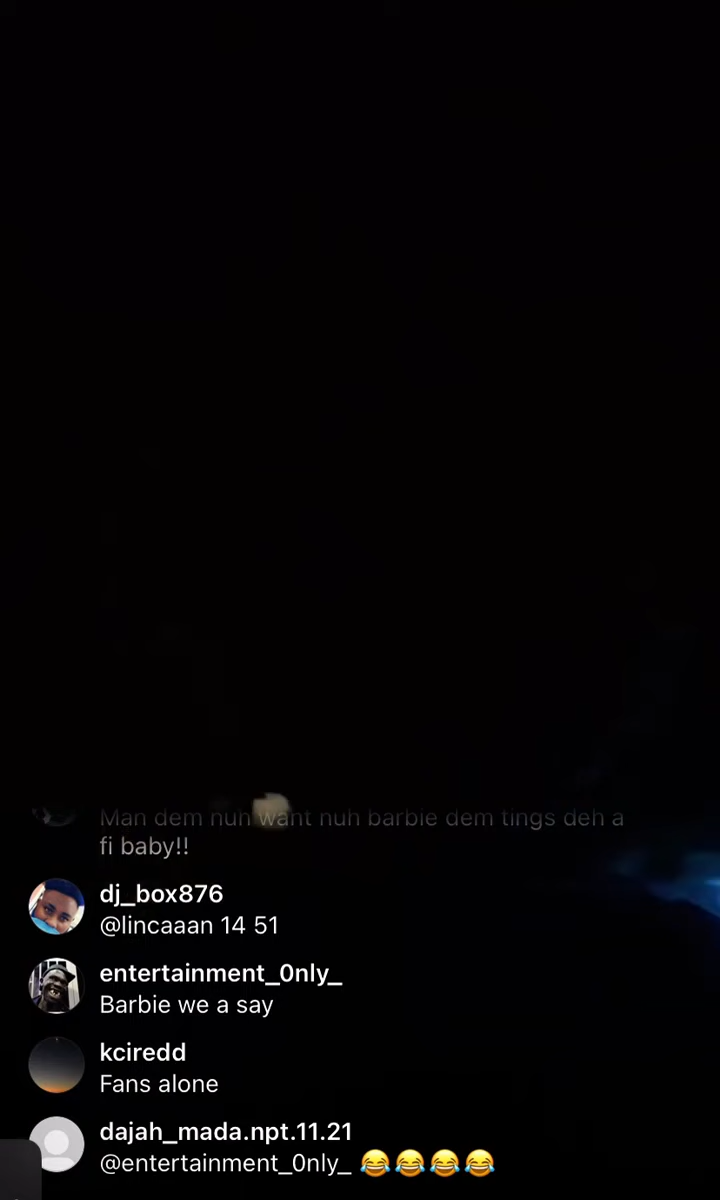 Man dem nuh want nuh barbie dem tings deh a
fi baby!!
dj_box876
@lincaaan 14 51
entertainment_0nly_
Barbie we a say
kciredd
Fans alone
dajah_mada.npt.11.21
@entertainment_0nly_ 😂😂😂😂